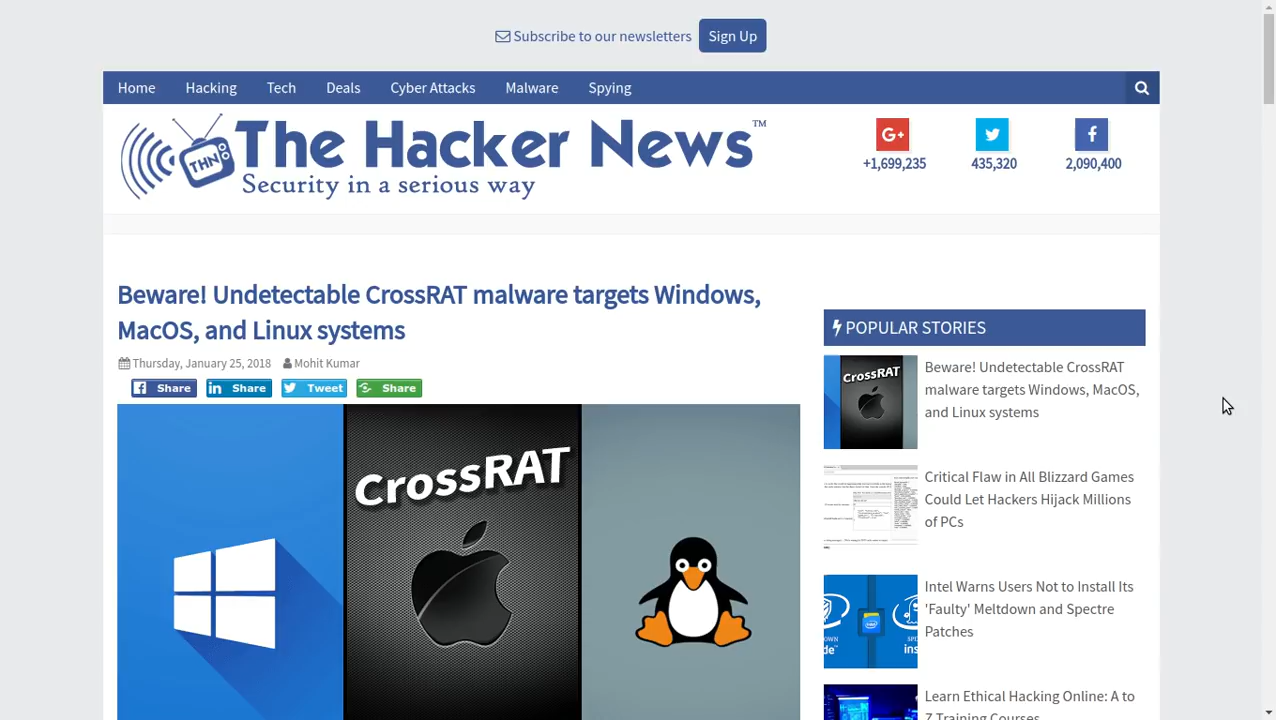 Subscribe to our newsletters Sign Up
Home Hacking Tech Deals Cyber Attacks Malware Spying
THN
The Hacker News™
Security in a serious way
+1,699,235 435,320 2,090,400
Beware! Undetectable CrossRAT malware targets Windows,
MacOS, and Linux systems
Thursday, January 25, 2018 Mohit Kumar
Share Share Tweet Share
CrossRAT
POPULAR STORIES
CrossRAT
Beware! Undetectable CrossRAT
malware targets Windows, MacOS,
and Linux systems
Critical Flaw in All Blizzard Games
Could Let Hackers Hijack Millions
of PCs
Intel Warns Users Not to Install Its
'Faulty' Meltdown and Spectre
Patches
Learn Ethical Hacking Online: A to
Z Training Courses